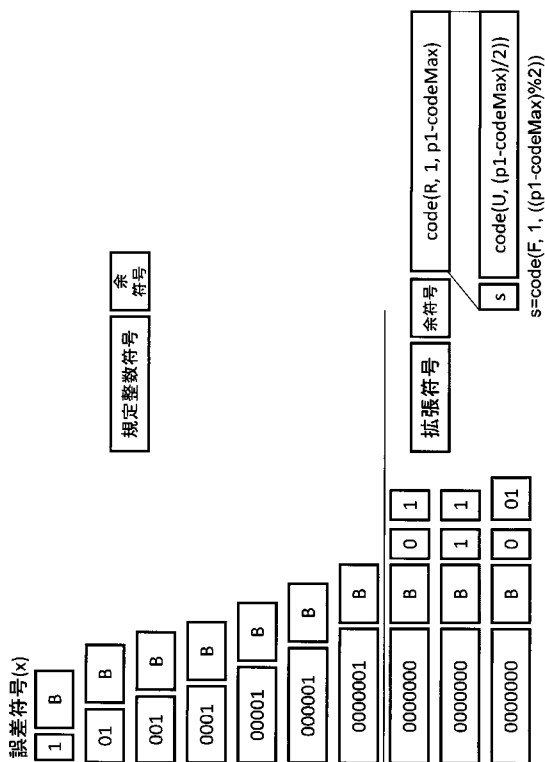 誤差符号(x)
1 B
01 B
001 B
0001 B
00001 B
000001 B
0000001 B
0000000 B 0 1
0000000 B 1 1
0000000 B 0 01
規定整数符号 余符号
拡張符号 余符号 code(R, 1, p1-codeMax)
s code(U, (p1-codeMax)/2))
s=code(F, 1, ((p1-codeMax)%2))